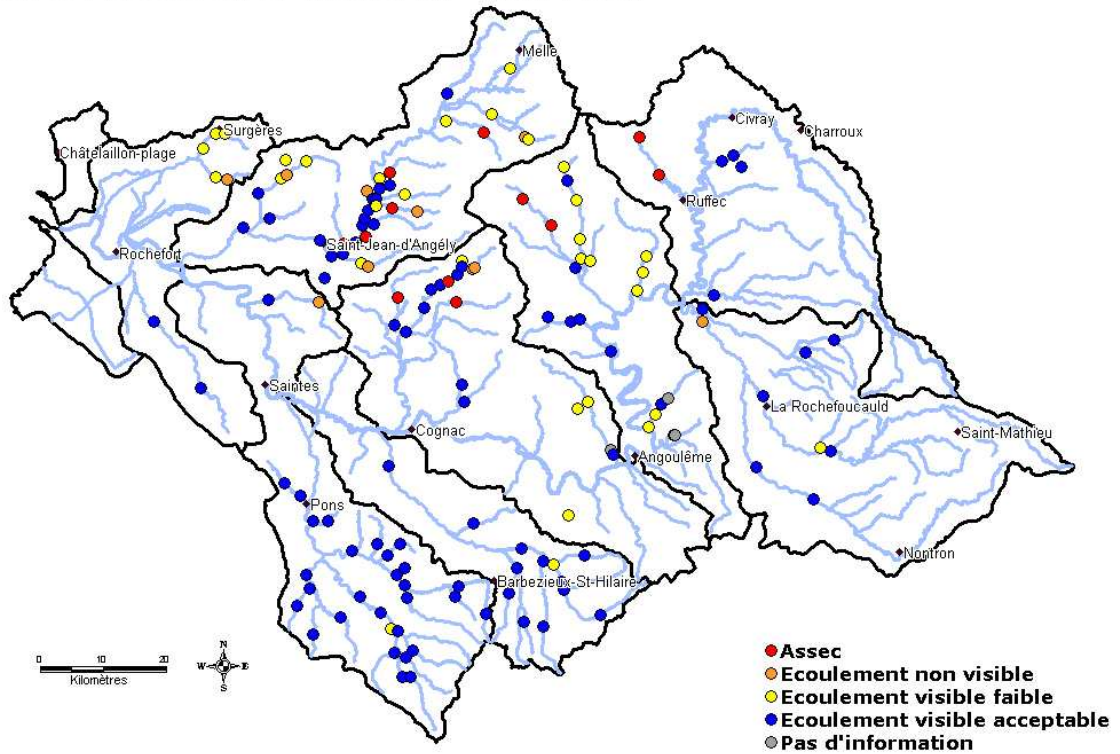 Melle
Civray
Charroux
Surgères
Châtelaillon-plage
Ruffec
Saint-Jean-d'Angély
Rochefort
Saintes
La Rochefoucauld
Cognac
Saint-Mathieu
Angoulême
Pons
Nontron
Barbezieux-St-Hilaire
N
W E
S
0 10 20
Kilomètres
Assec
Ecoulement non visible
Ecoulement visible faible
Ecoulement visible acceptable
Pas d'information